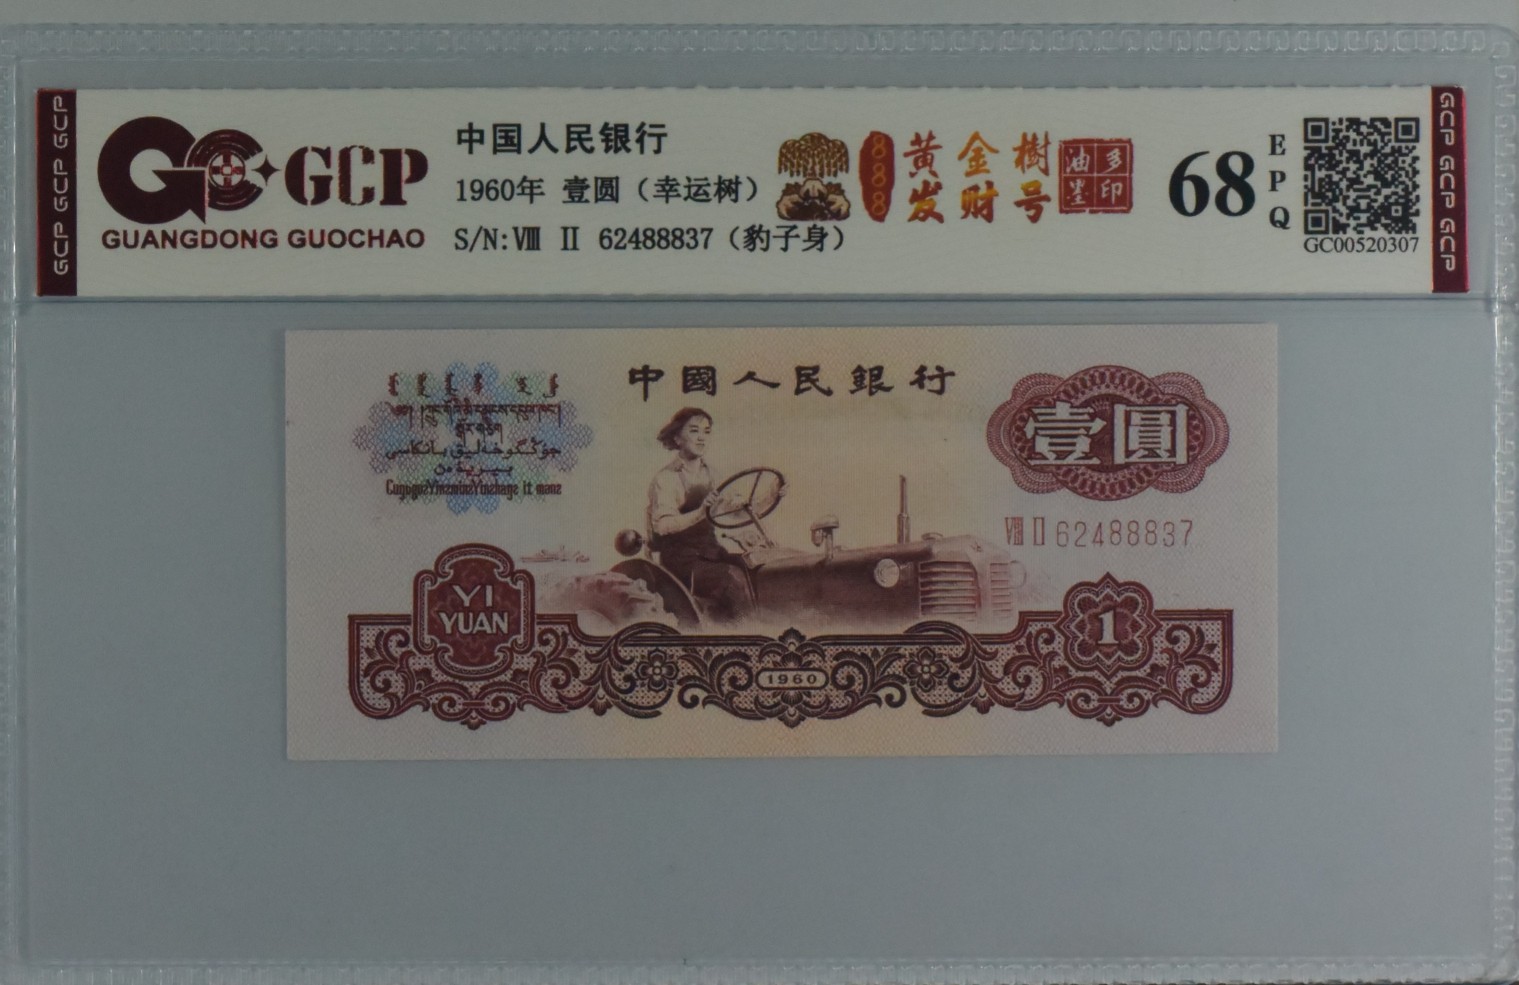 GCP GCP GCP
GCP
GUANGDONG GUOCHAO
中国人民银行
1960年 壹圆（幸运树）
S/N:Ⅷ Ⅱ 62488837（豹子身）
888
黄金樹
发财号
多印
油墨
68
EPQ
GC00520307
GCP GCP GCP
中國人民銀行
壹圓
Ⅷ Ⅱ 62488837
YI
YUAN
1
1960